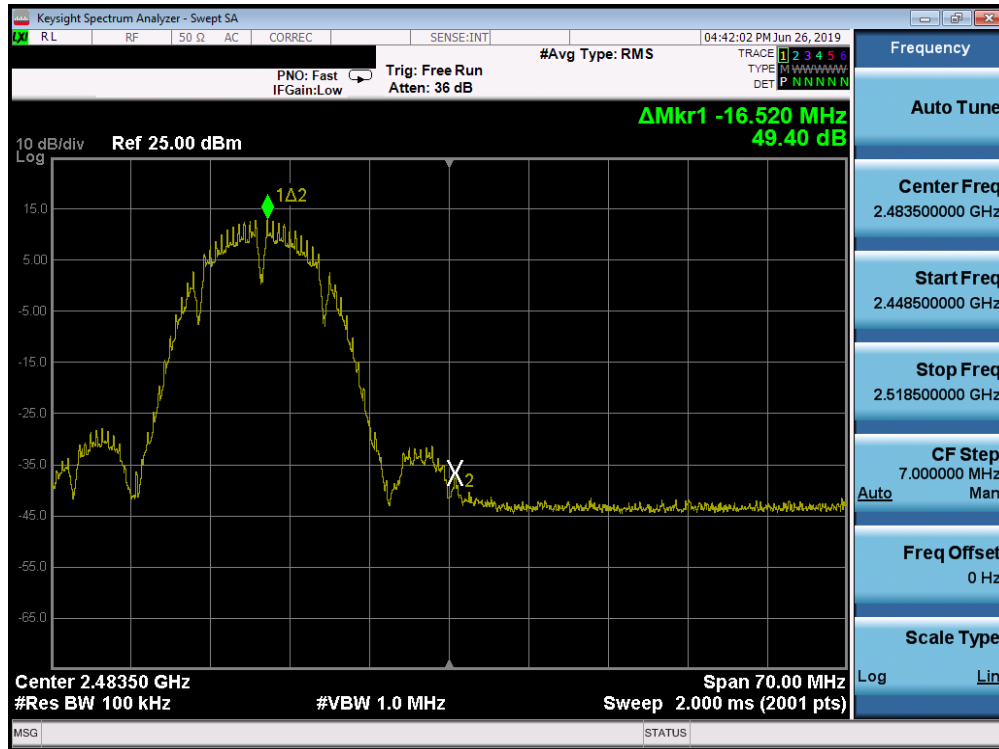 Keysight Spectrum Analyzer - Swept SA
LXI RL RF 50 Ω AC CORREC SENSE:INT 04:42:02 PM Jun 26, 2019
#Avg Type: RMS TRACE 1 2 3 4 5 6
PNO: Fast Trig: Free Run TYPE M W W W W W
IFGain:Low Atten: 36 dB DET P N N N N N
ΔMkr1 -16.520 MHz
49.40 dB
10 dB/div Ref 25.00 dBm
Log
1Δ2
15.0
5.00
-5.00
-15.0
-25.0
-35.0
X2
-45.0
-55.0
-65.0
Center 2.48350 GHz Span 70.00 MHz
#Res BW 100 kHz #VBW 1.0 MHz Sweep 2.000 ms (2001 pts)
MSG STATUS
Frequency
Auto Tune
Center Freq
2.483500000 GHz
Start Freq
2.448500000 GHz
Stop Freq
2.518500000 GHz
CF Step
7.000000 MHz
Auto Man
Freq Offset
0 Hz
Scale Type
Log Lin